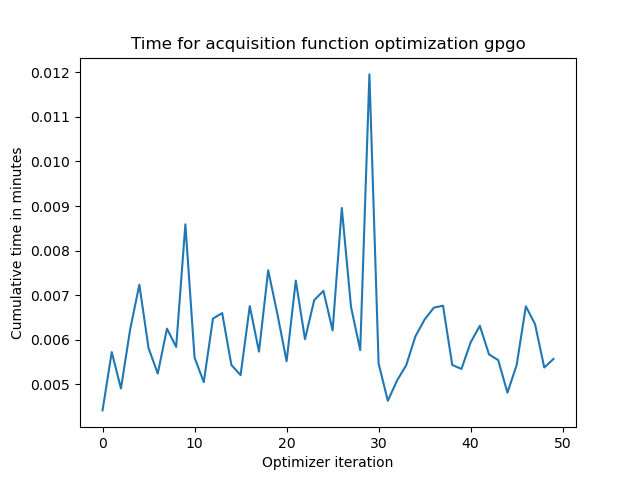 Time for acquisition function optimization gpgo
0.012
0.011
0.010
0.009
0.008
0.007
0.006
0.005
Cumulative time in minutes
0 10 20 30 40 50
Optimizer iteration